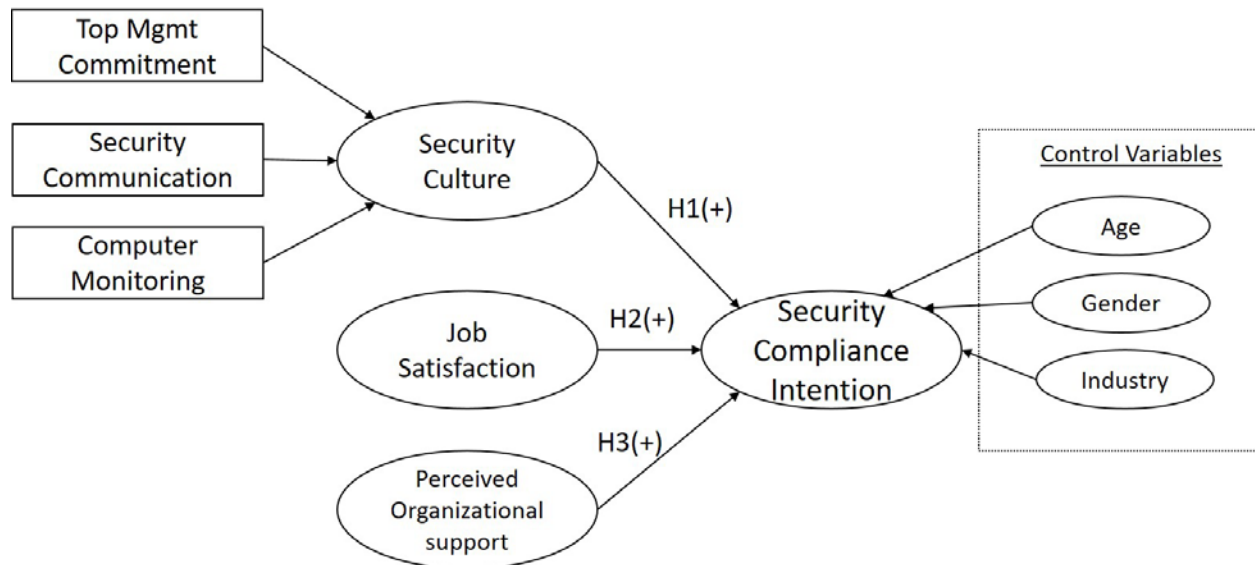 Top Mgmt
Commitment
Security
Communication
Computer
Monitoring
Security
Culture
H1(+)
Job
Satisfaction
H2(+)
Perceived
Organizational
support
H3(+)
Security
Compliance
Intention
Control Variables
Age
Gender
Industry